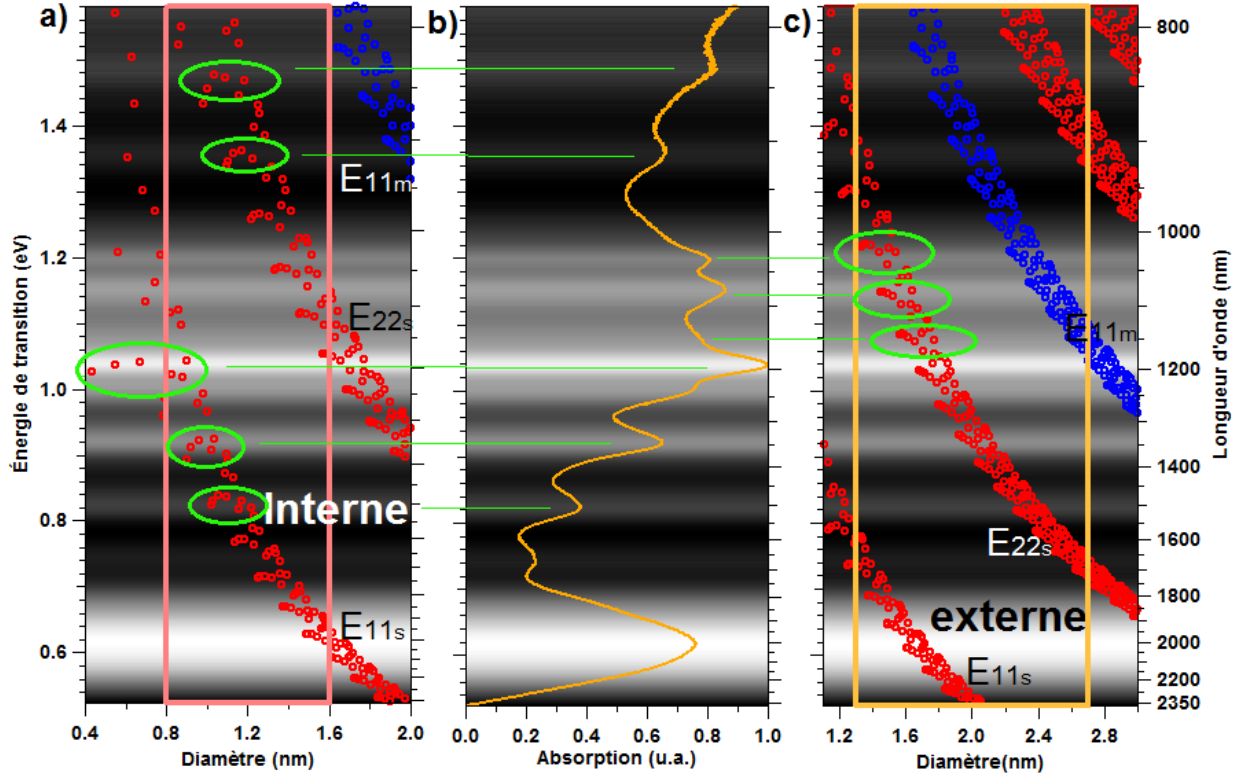 a)
b)
c)
Énergie de transition (eV)
1.4
1.2
1.0
0.8
0.6
E11m
E22s
Interne
E11s
0.4
0.8
1.2
1.6
2.0
Diamètre (nm)
0.0
0.2
0.4
0.6
0.8
1.0
Absorption (u.a.)
E11m
E22s
externe
E11s
1.2
1.6
2.0
2.4
2.8
Diamètre(nm)
800
1000
1200
1400
1600
1800
2000
2200
2350
Longueur d'onde (nm)